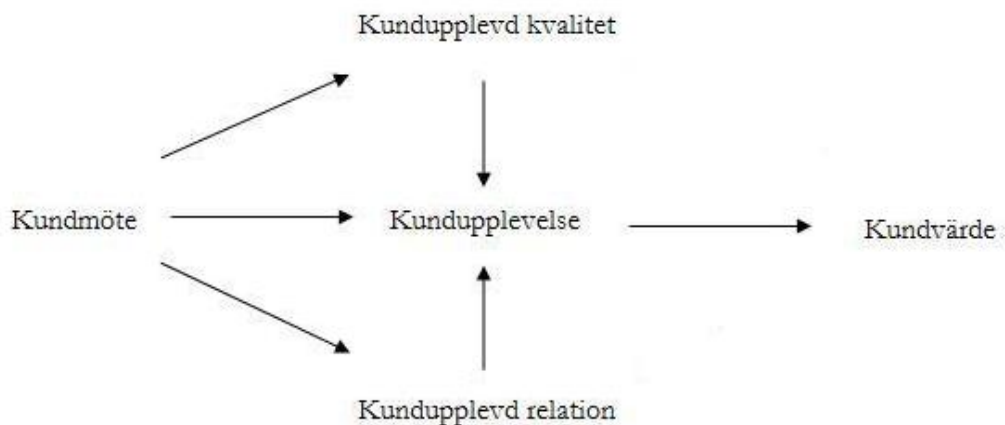 Kundupplevd kvalitet
Kundmöte
Kundupplevelse
Kundvärde
Kundupplevd relation